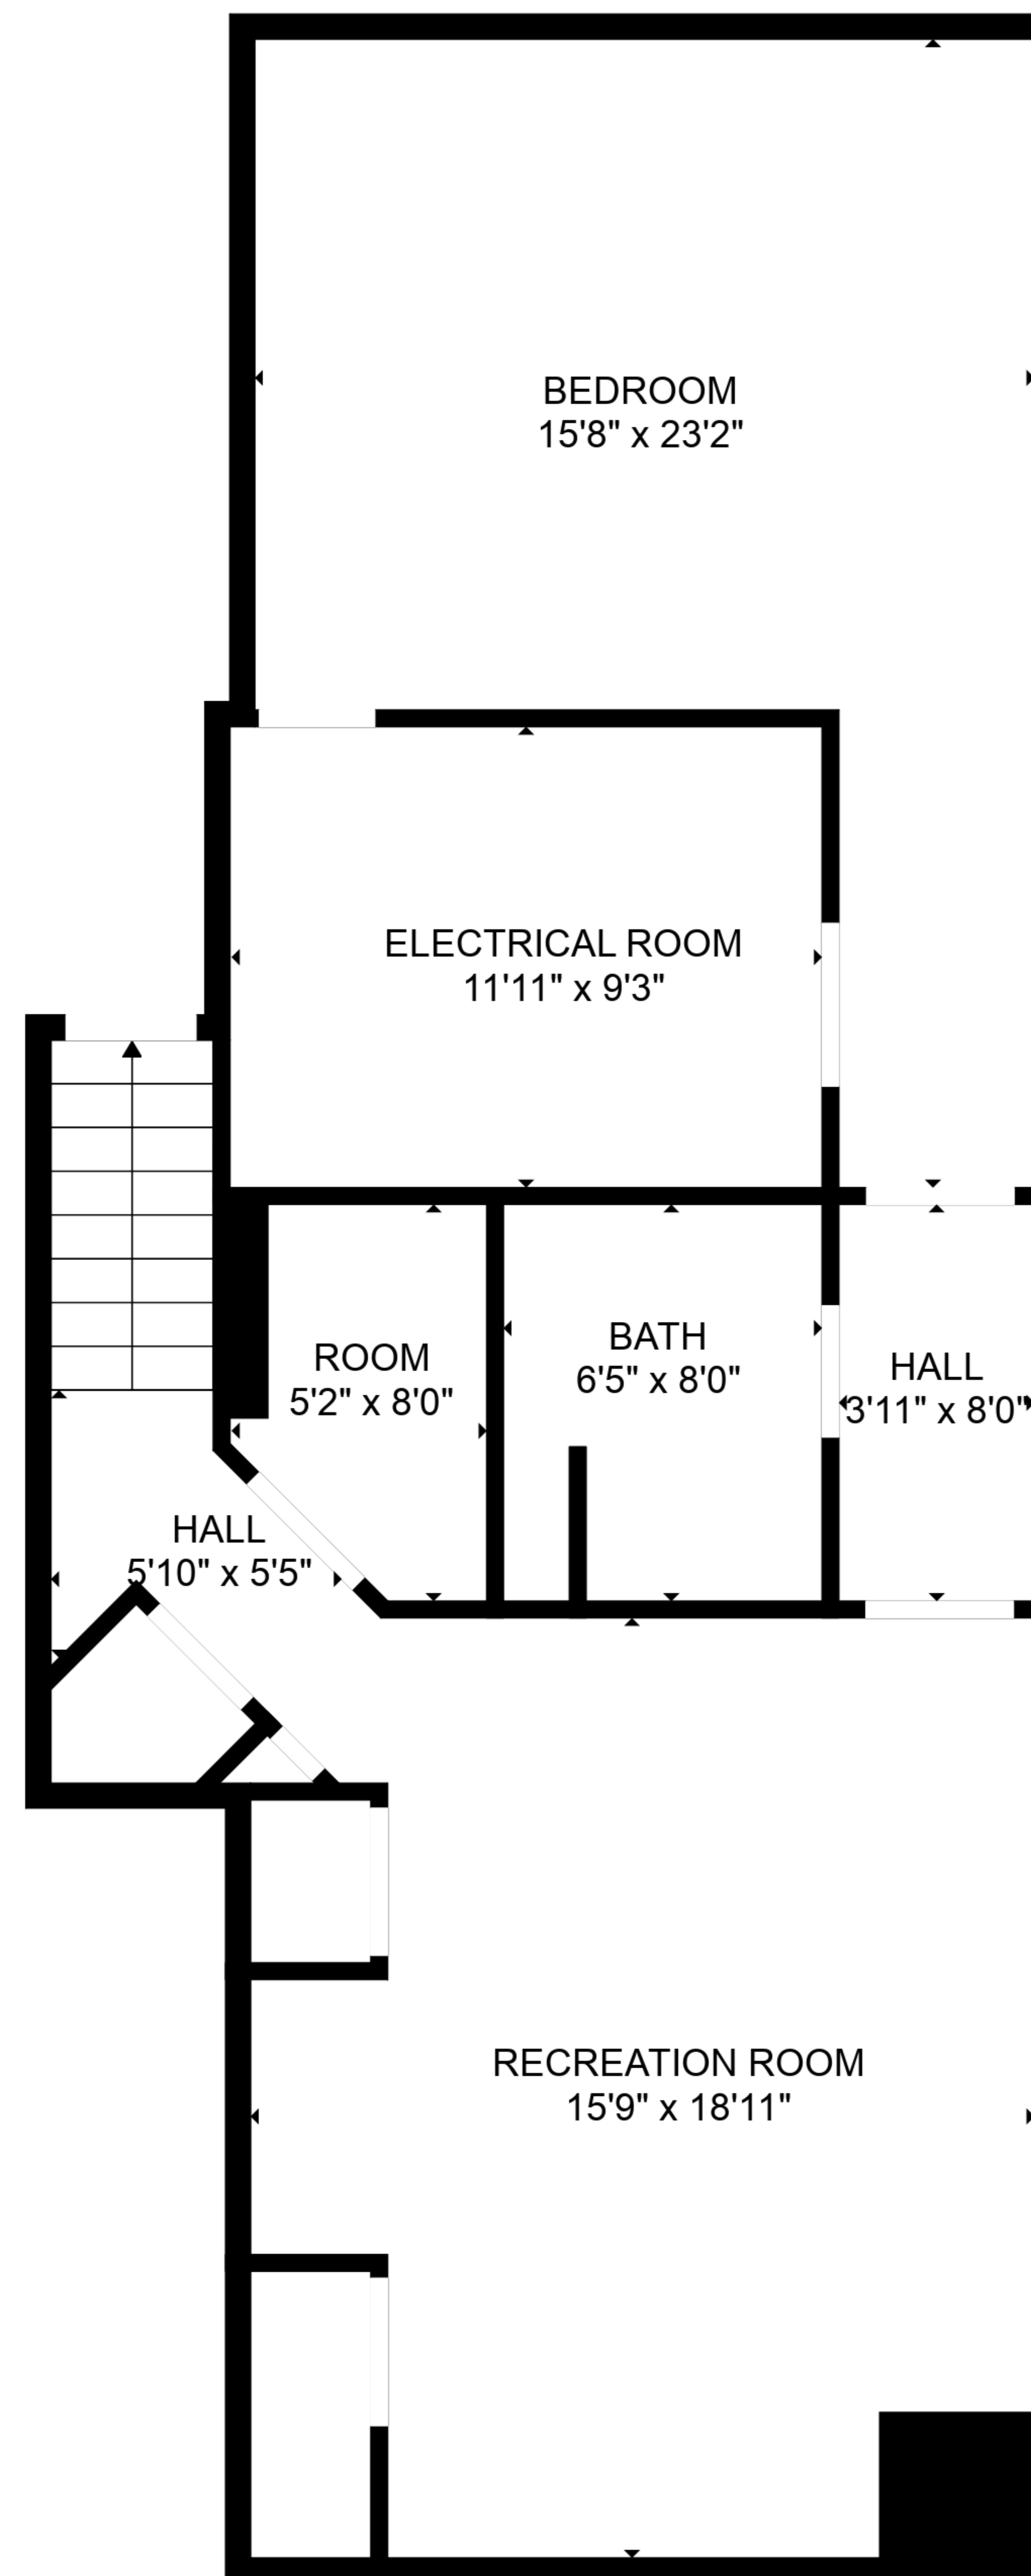 BEDROOM
15'8" x 23'2"
ELECTRICAL ROOM
11'11" x 9'3"
ROOM
5'2" x 8'0"
BATH
6'5" x 8'0"
HALL
3'11" x 8'0"
HALL
5'10" x 5'5"
RECREATION ROOM
15'9" x 18'11"